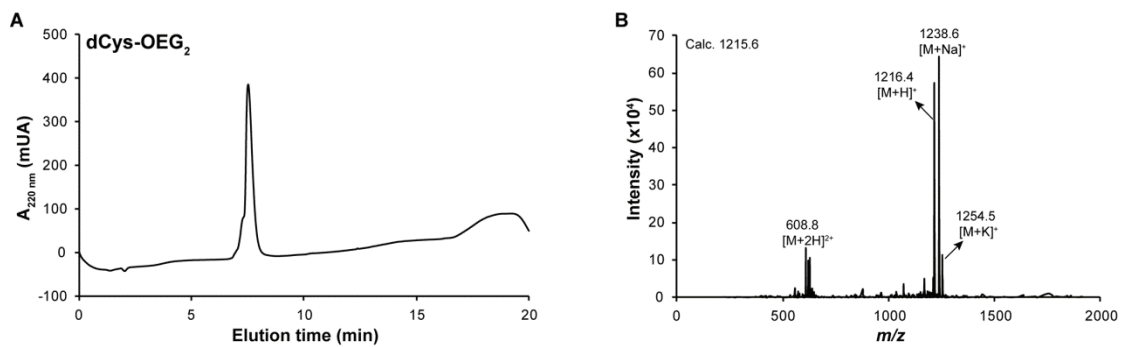 A
dCys-OEG₂
500
400
300
200
100
0
-100
A₂₂₀ ₙₘ (mUA)
0
5
10
15
20
Elution time (min)
B
Calc. 1215.6
1238.6
[M+Na]⁺
1216.4
[M+H]⁺
1254.5
[M+K]⁺
608.8
[M+2H]²⁺
70
60
50
40
30
20
10
0
Intensity (x10⁴)
0
500
1000
1500
2000
m/z